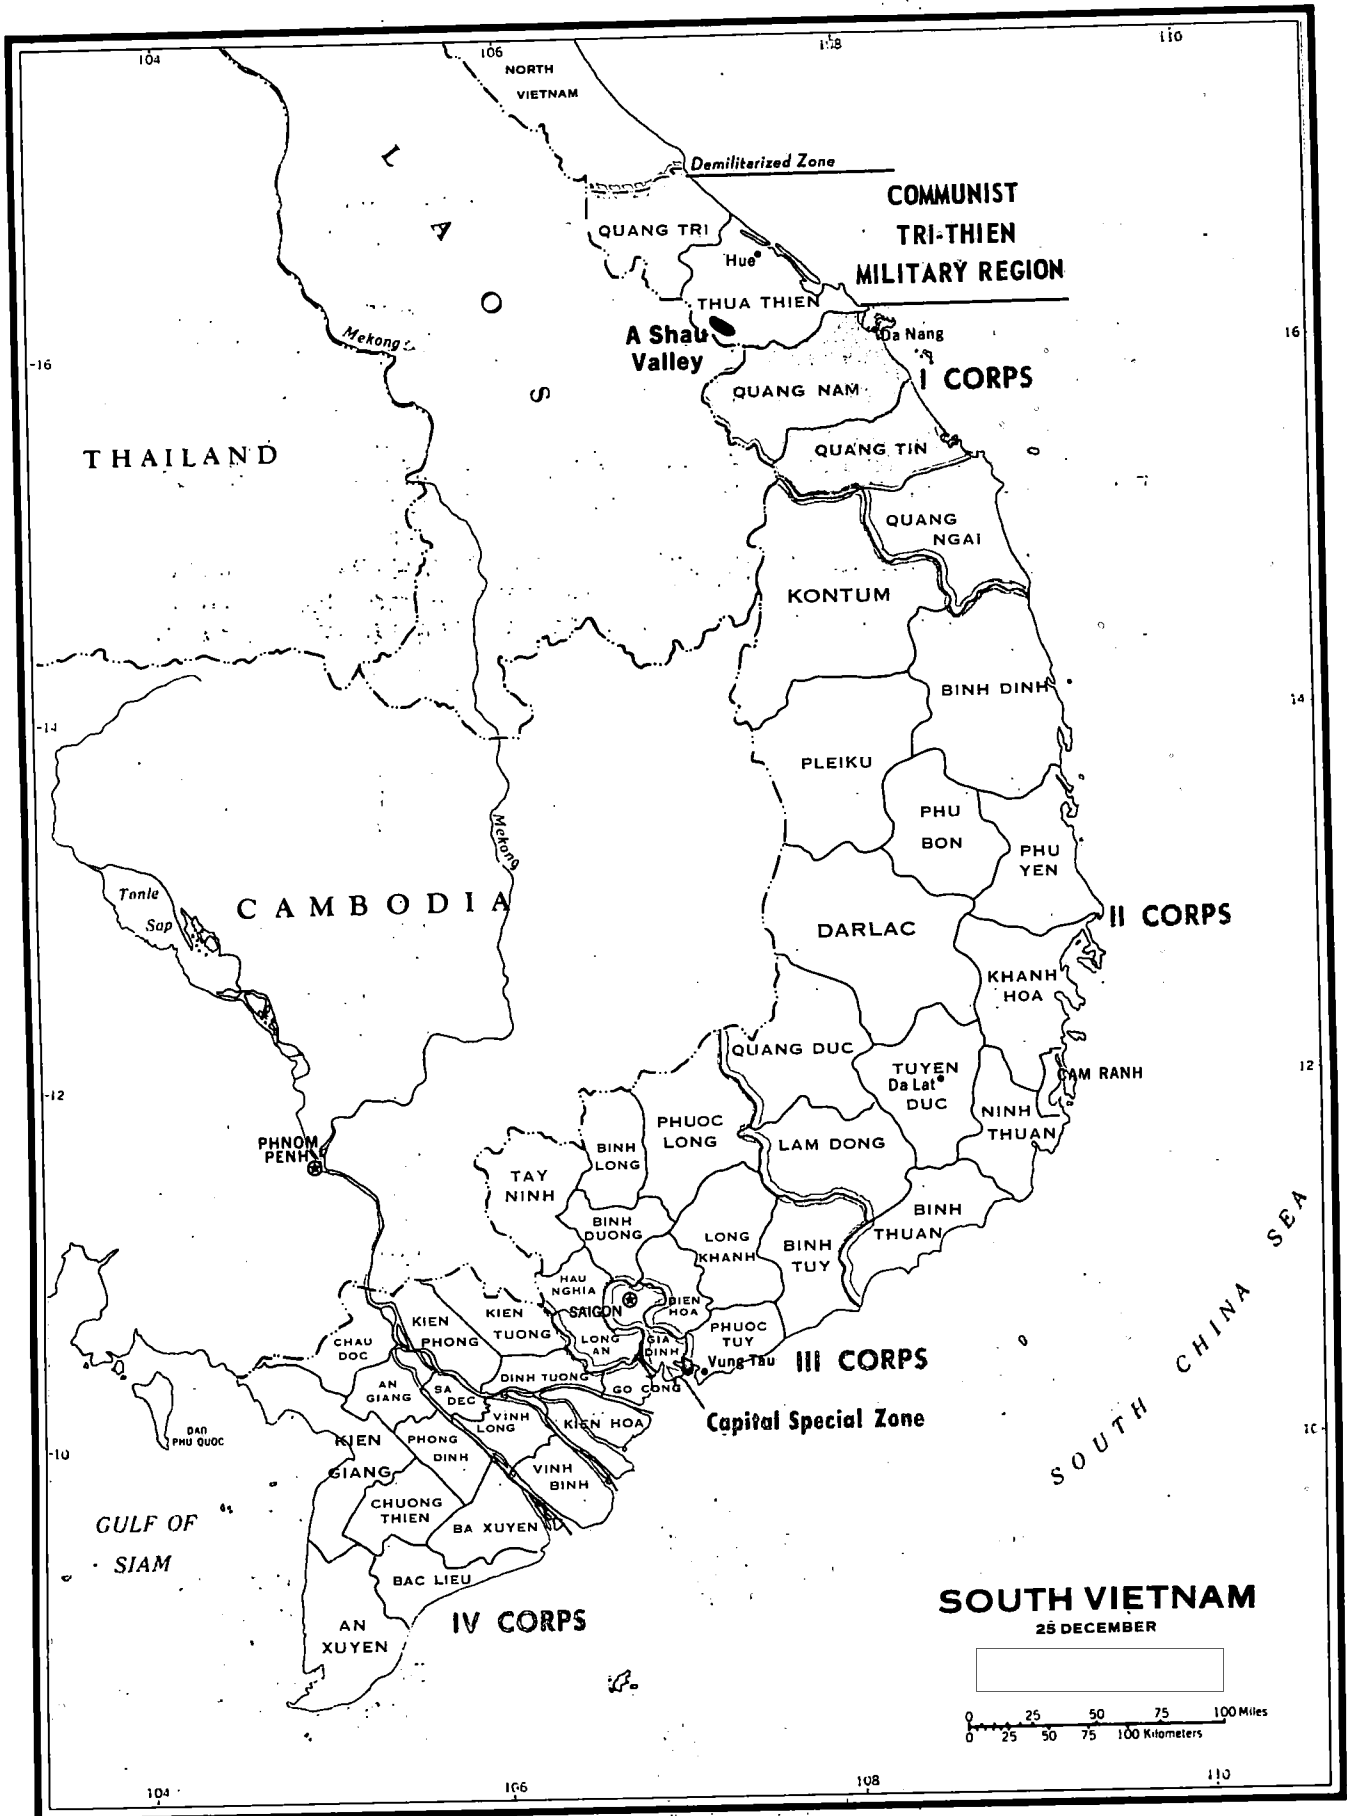 104
106
108
110
NORTH
VIETNAM
Demilitarized Zone
COMMUNIST
TRI-THIEN
MILITARY REGION
LAOS
QUANG TRI
Hue
THUA THIEN
A Shau
Valley
Da Nang
16
Mekong
16
QUANG NAM
I CORPS
THAILAND
QUANG TIN
QUANG
NGAI
KONTUM
BINH DINH
14
14
PLEIKU
PHU
BON
PHU
YEN
Mekong
Tonle
Sap
CAMBODIA
DARLAC
II CORPS
KHANH
HOA
QUANG DUC
TUYEN
Da Lat
DUC
CAM RANH
12
12
NINH
THUAN
PHUOC
LONG
LAM DONG
BINH
LONG
PHNOM
PENH
TAY
NINH
BINH
THUAN
BINH
DUONG
LONG
KHANH
BINH
TUY
SOUTH CHINA SEA
HAU
NGHIA
SAIGON
BIEN
HOA
KIEN
PHONG
KIEN
TUONG
LONG
AN
GIA
DINH
PHUOC
TUY
CHAU
DOC
Vung Tau
III CORPS
AN
GIANG
SA
DEC
DINH TUONG
GO CONG
Capital Special Zone
VINH
LONG
KIEN HOA
DAO
PHU QUOC
KIEN
GIANG
PHONG
DINH
VINH
BINH
10
10
CHUONG
THIEN
BA XUYEN
GULF OF
SIAM
BAC LIEU
IV CORPS
AN
XUYEN
SOUTH VIETNAM
25 DECEMBER
0 25 50 75 100 Miles
0 25 50 75 100 Kilometers
104
106
108
110